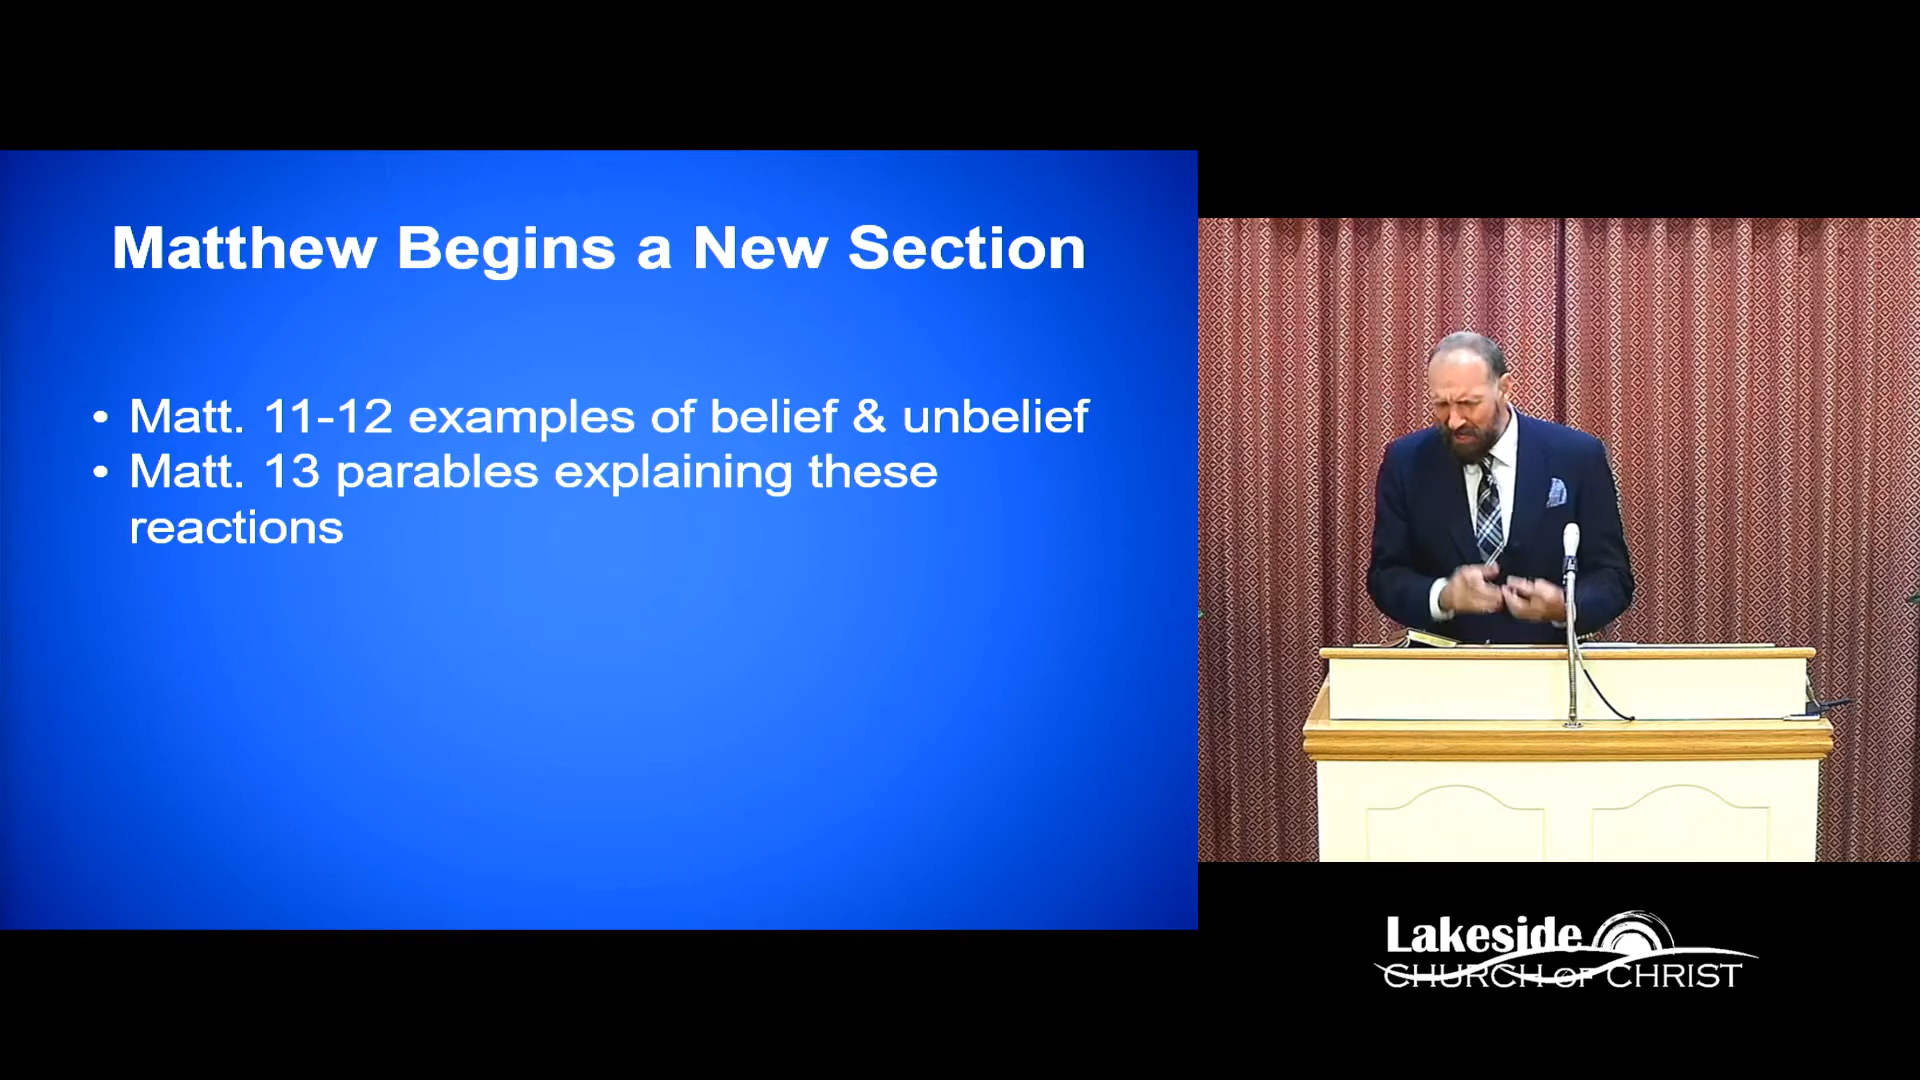 Matthew Begins a New Section
• Matt. 11-12 examples of belief & unbelief
• Matt. 13 parables explaining these
reactions
Lakeside
CHURCH OF CHRIST